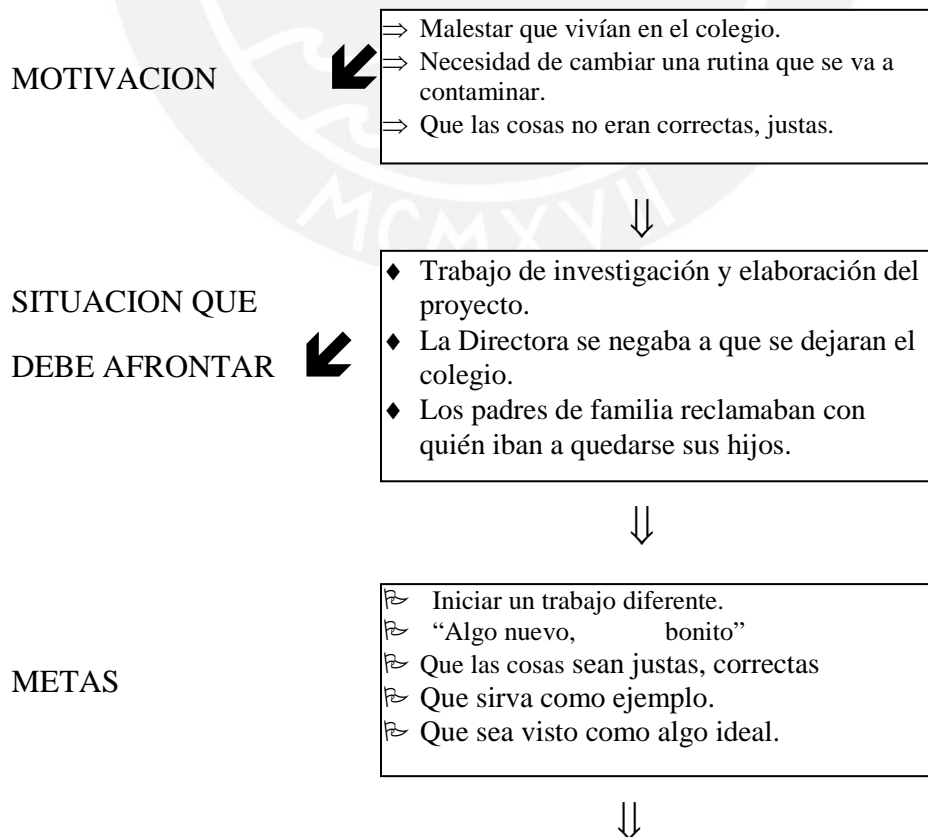 ⇒ Malestar que vivían en el colegio.
MOTIVACION
⇒ Necesidad de cambiar una rutina que se va a
contaminar.
⇒ Que las cosas no eran correctas, justas.
MCMXVII
SITUACION QUE
DEBE AFRONTAR
♦ Trabajo de investigación y elaboración del
proyecto.
♦ La Directora se negaba a que se dejaran el
colegio.
♦ Los padres de familia reclamaban con
quién iban a quedarse sus hijos.
METAS
Iniciar un trabajo diferente.
“Algo nuevo, bonito”
Que las cosas sean justas, correctas
Que sirva como ejemplo.
Que sea visto como algo ideal.